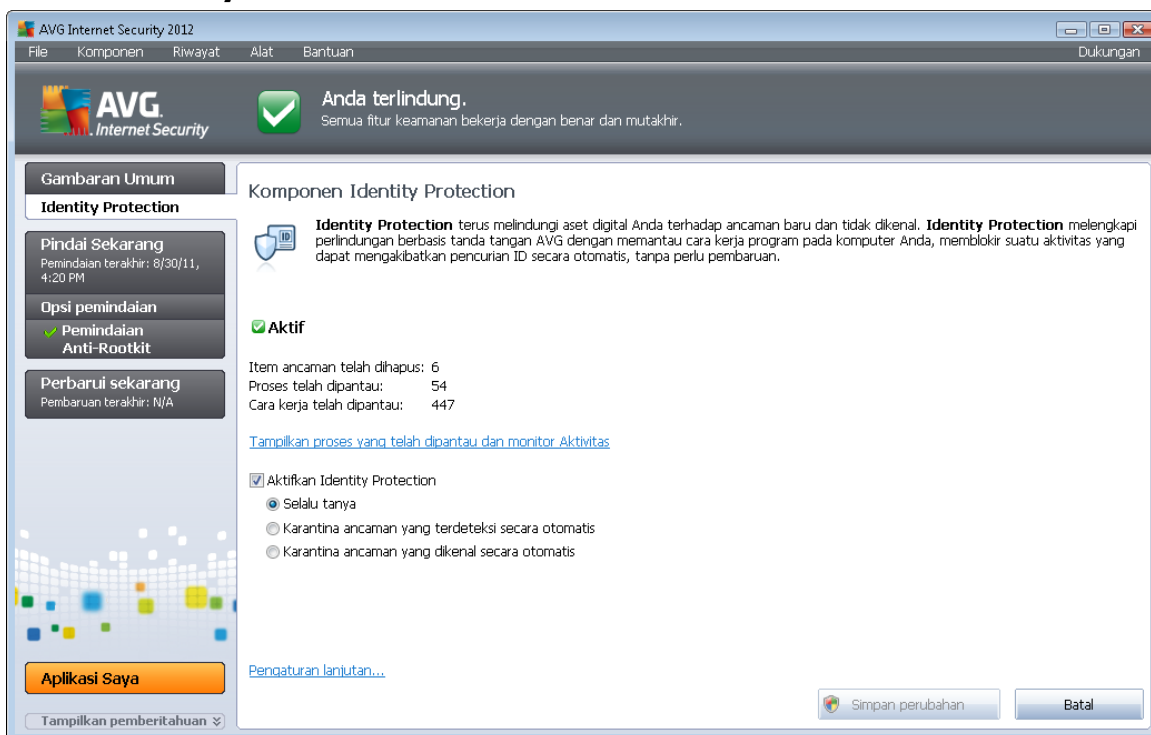 AVG Internet Security 2012
File Komponen Riwayat Alat Bantuan Dukungan
AVG.
Internet Security
Anda terlindung.
Semua fitur keamanan bekerja dengan benar dan mutakhir.
Gambaran Umum
Identity Protection
Pindai Sekarang
Pemindaian terakhir: 8/30/11,
4:20 PM
Opsi pemindaian
Pemindaian
Anti-Rootkit
Perbarui sekarang
Pembaruan terakhir: N/A
Aplikasi Saya
Tampilkan pemberitahuan
Komponen Identity Protection
ID
Identity Protection terus melindungi aset digital Anda terhadap ancaman baru dan tidak dikenal. Identity Protection melengkapi
perlindungan berbasis tanda tangan AVG dengan memantau cara kerja program pada komputer Anda, memblokir suatu aktivitas yang
dapat mengakibatkan pencurian ID secara otomatis, tanpa perlu pembaruan.
Aktif
Item ancaman telah dihapus: 6
Proses telah dipantau: 54
Cara kerja telah dipantau: 447
Tampilkan proses yang telah dipantau dan monitor Aktivitas
Aktifkan Identity Protection
Selalu tanya
Karantina ancaman yang terdeteksi secara otomatis
Karantina ancaman yang dikenal secara otomatis
Pengaturan lanjutan...
Simpan perubahan
Batal